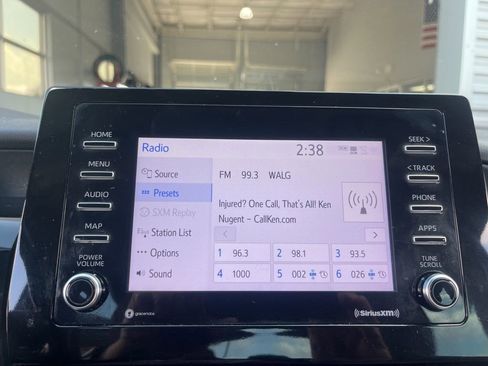 HOME
MENU
AUDIO
MAP
POWER
VOLUME
Radio
2:38
Source
Presets
SXM Replay
Station List
Options
Sound
FM 99.3 WALG
Injured? One Call, That's All! Ken
Nugent – CallKen.com
1 96.3
2 98.1
3 93.5
4 1000
5 002
6 026
SEEK >
< TRACK
PHONE
APPS
TUNE
SCROLL
gracenote
SiriusXM